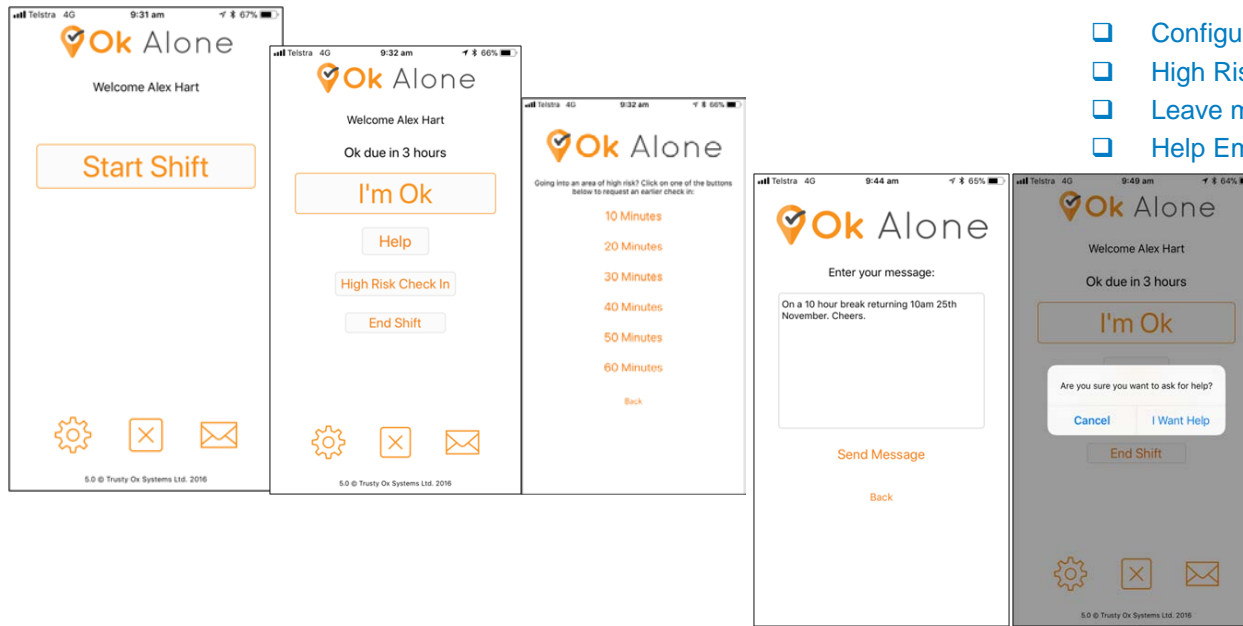 Telstra 4G 9:31 am 67%
Ok Alone
Welcome Alex Hart
Start Shift
5.0 © Trusty Ox Systems Ltd. 2016
Telstra 4G 9:32 am 66%
Ok Alone
Welcome Alex Hart
Ok due in 3 hours
I'm Ok
Help
High Risk Check In
End Shift
5.0 © Trusty Ox Systems Ltd. 2016
Telstra 4G 9:32 am 66%
Ok Alone
Going into an area of high risk? Click on one of the buttons
below to request an earlier check in:
10 Minutes
20 Minutes
30 Minutes
40 Minutes
50 Minutes
60 Minutes
Back
Telstra 4G 9:44 am 65%
Ok Alone
Enter your message:
On a 10 hour break returning 10am 25th
November. Cheers.
Send Message
Back
Configu
High Ris
Leave m
Help Em
Telstra 4G 9:49 am 64%
Ok Alone
Welcome Alex Hart
Ok due in 3 hours
I'm Ok
Are you sure you want to ask for help?
Cancel I Want Help
End Shift
5.0 © Trusty Ox Systems Ltd. 2016